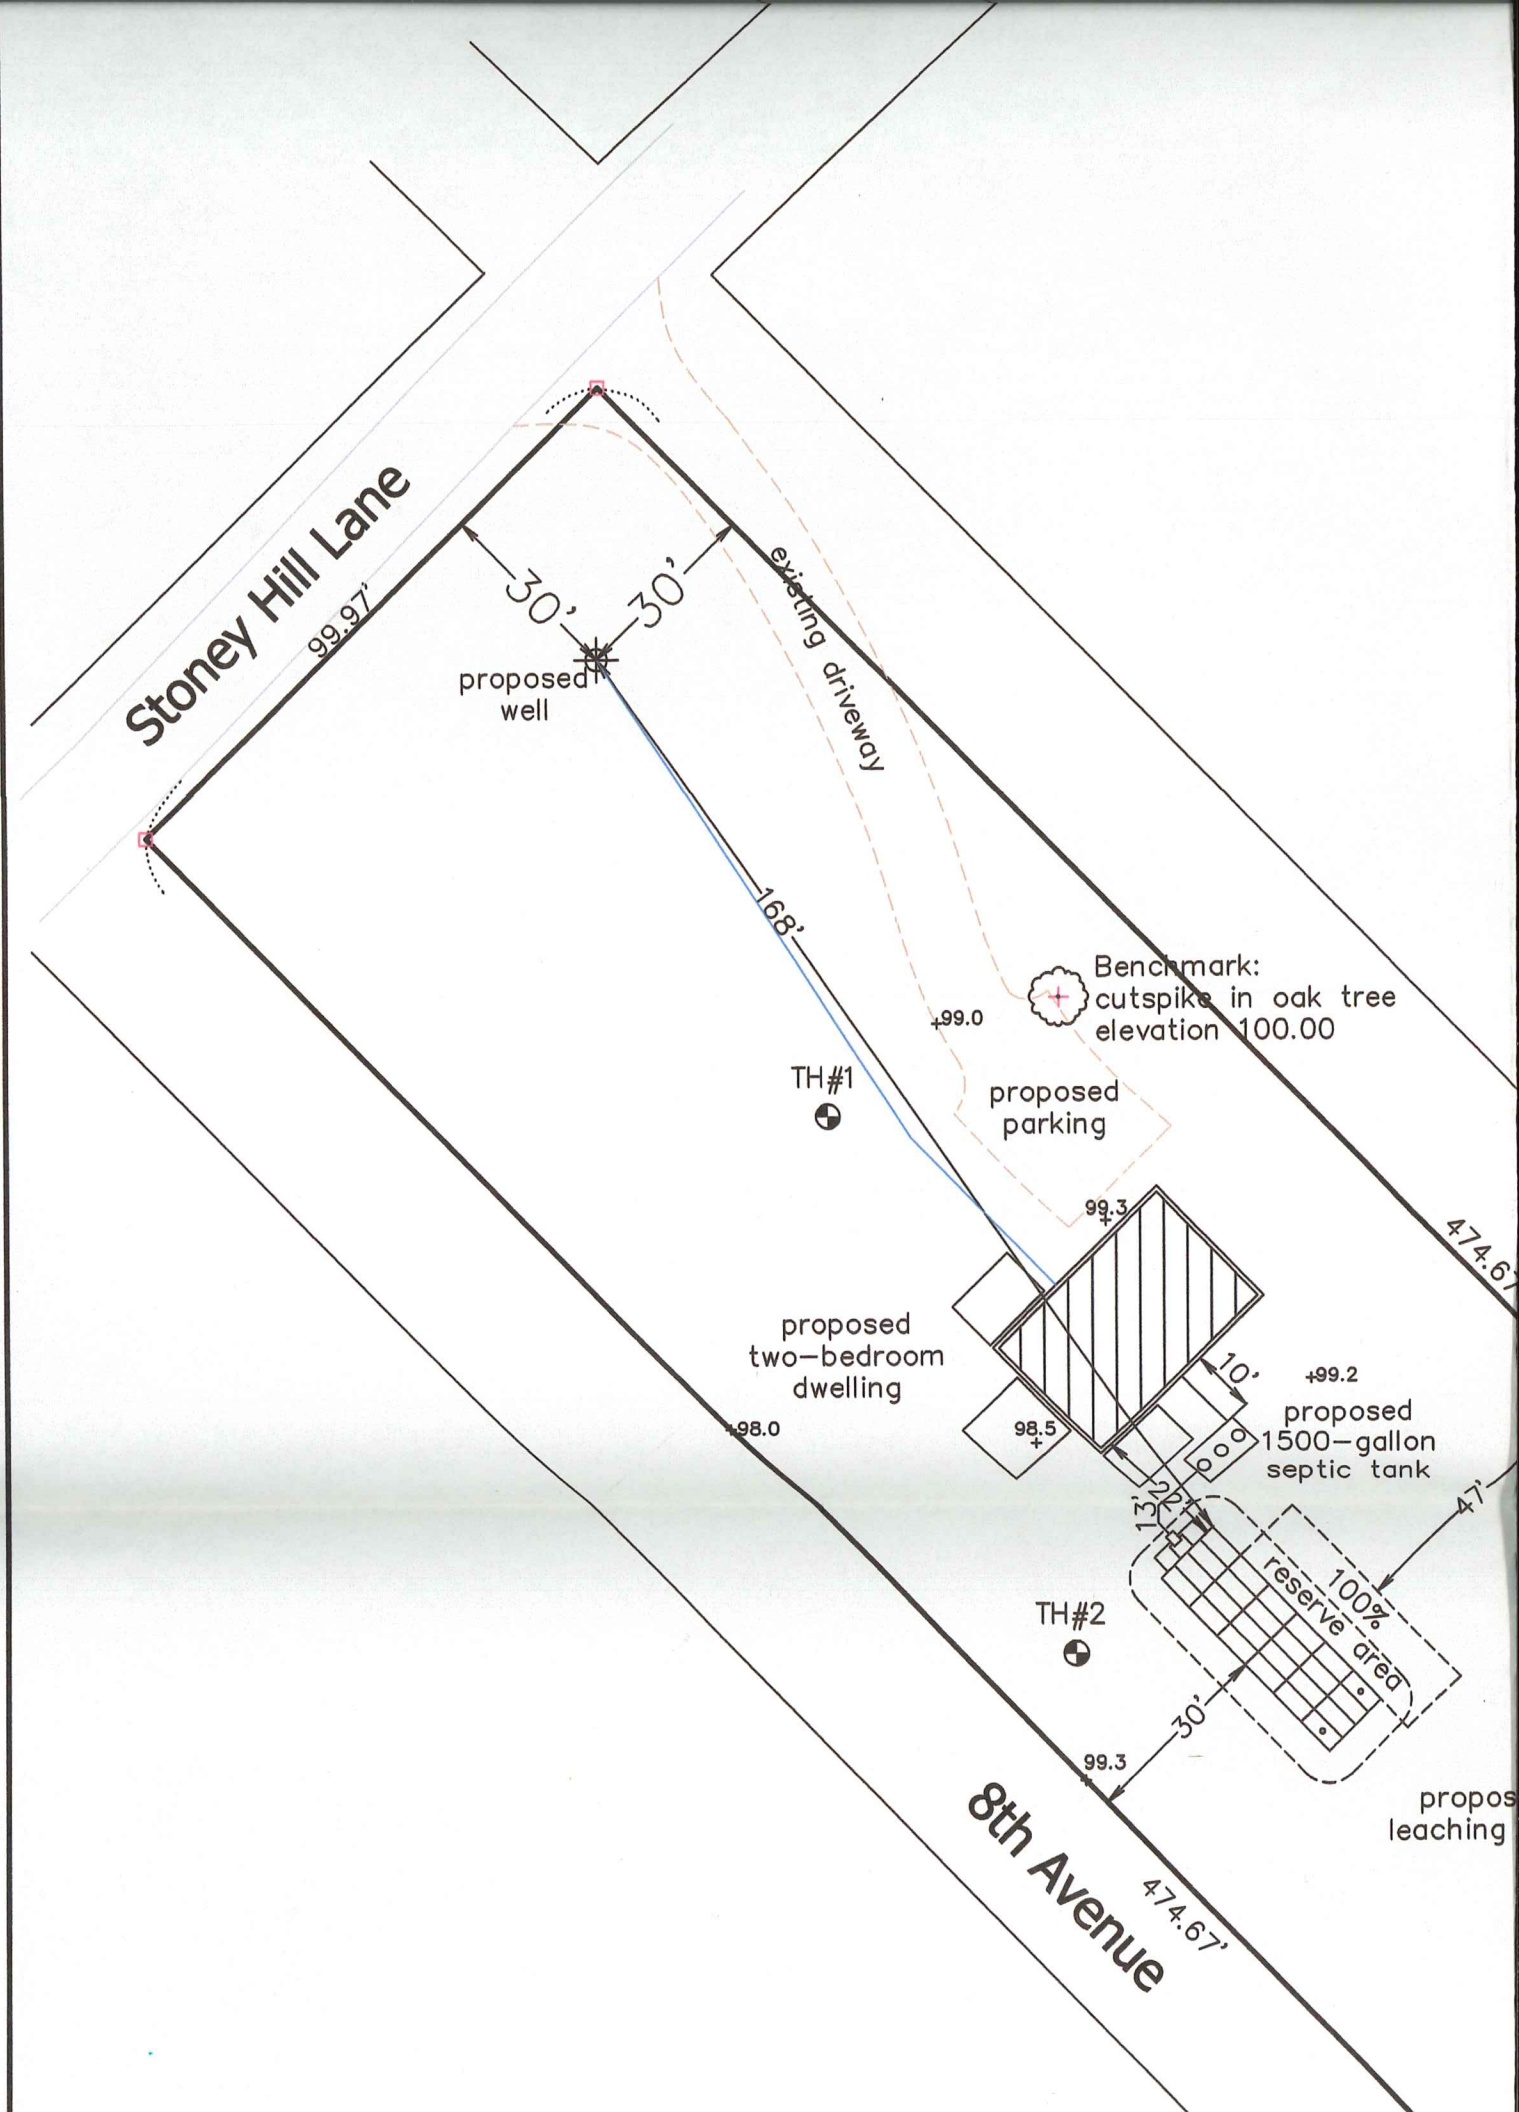 Stoney Hill Lane
99.97'
30'
30'
proposed
well
existing driveway
168'
Benchmark:
cutspike in oak tree
elevation 100.00
+99.0
TH#1
proposed
parking
99.3
474.67
proposed
two-bedroom
dwelling
10'
+99.2
98.0
98.5
proposed
1500-gallon
septic tank
47'
22'
13'
100%
reserve area
TH#2
30'
99.3
8th Avenue
474.67'
propos
leaching